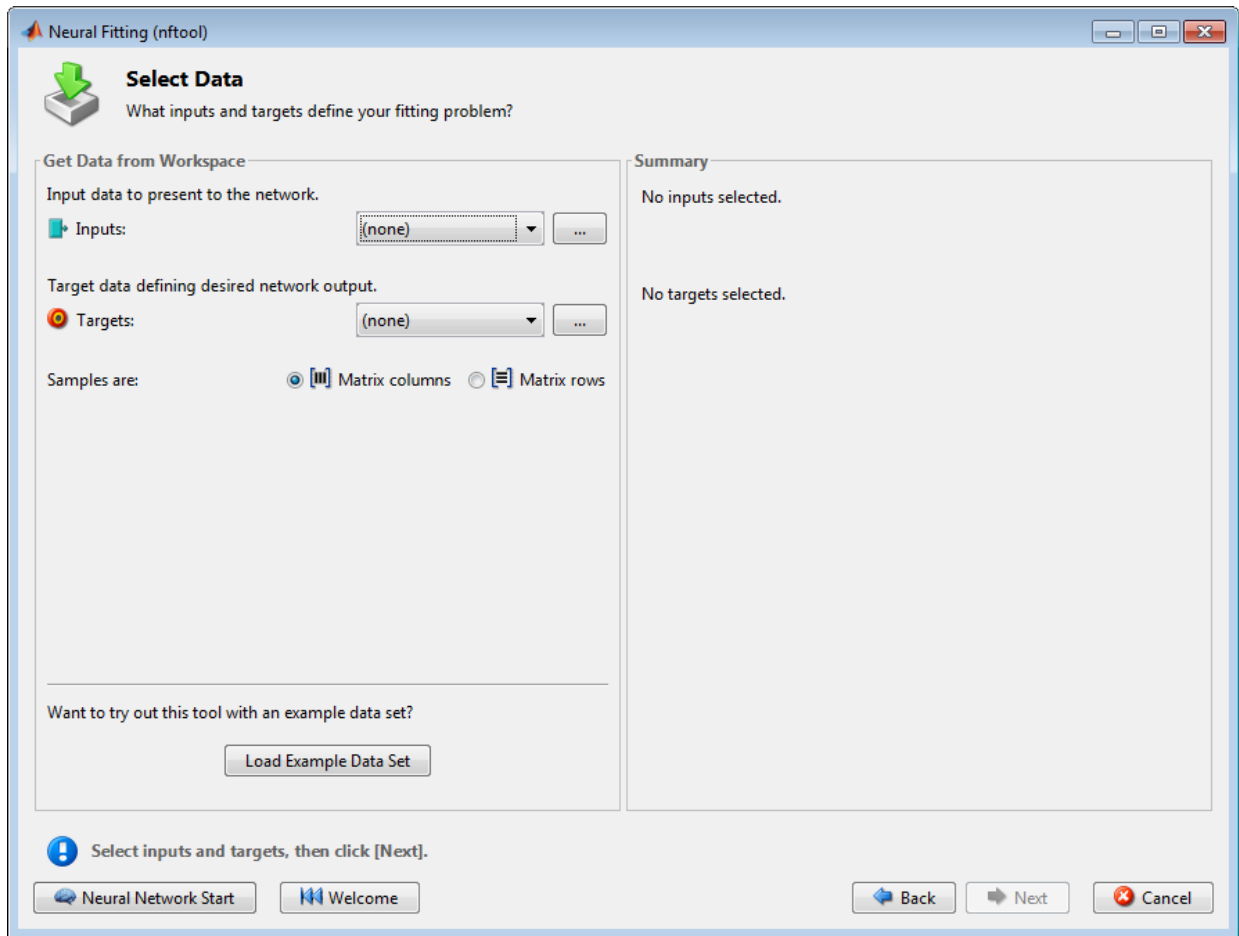 Neural Fitting (nftool)
Select Data
What inputs and targets define your fitting problem?
Get Data from Workspace
Input data to present to the network.
Inputs: (none) ...
Target data defining desired network output.
Targets: (none) ...
Samples are: Matrix columns Matrix rows
Want to try out this tool with an example data set?
Load Example Data Set
Summary
No inputs selected.
No targets selected.
Select inputs and targets, then click [Next].
Neural Network Start Welcome Back Next Cancel